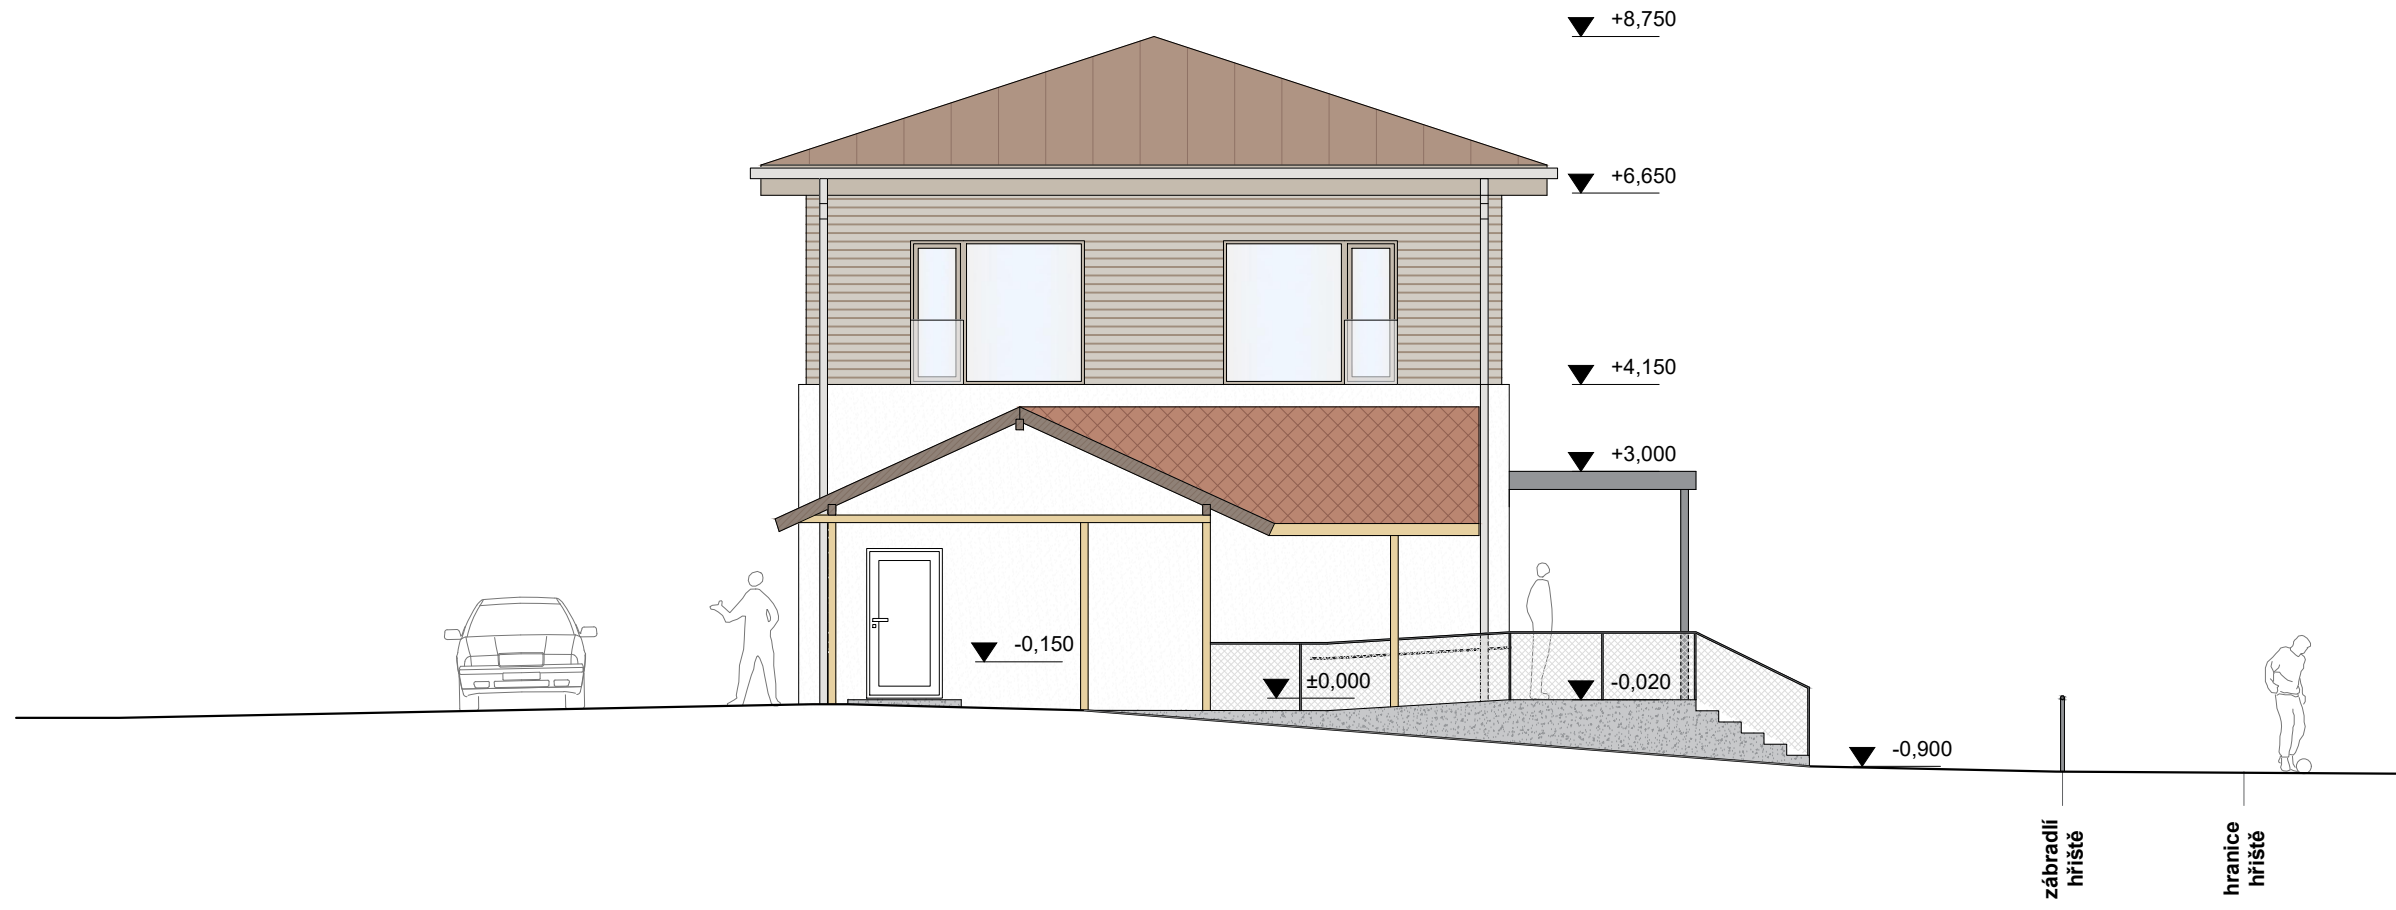 +8,750
+6,650
+4,150
+3,000
-0,150
±0,000
-0,020
-0,900
zábradlí
hřiště
hranice
hřiště